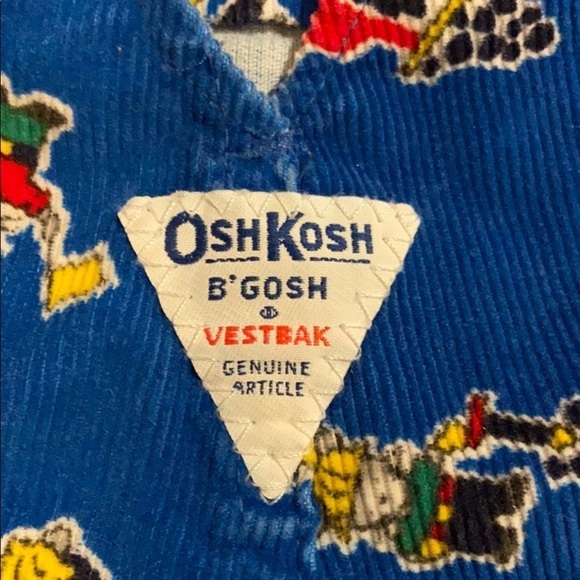 OSHKOSH
B'GOSH
VESTBAK
GENUINE
ARTICLE